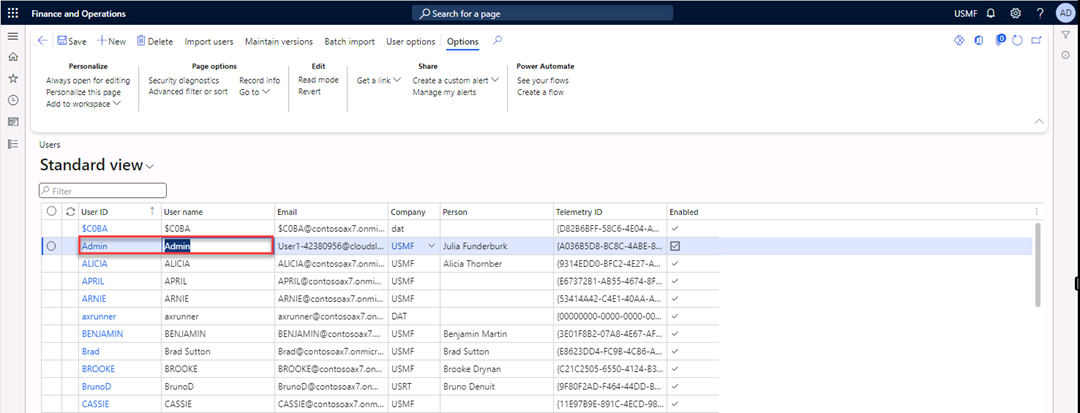 Finance and Operations
Search for a page
USMF
?
AD
Save
New
Delete
Import users
Maintain versions
Batch import
User options
Options
0
Personalize
Always open for editing
Personalize this page
Add to workspace
Page options
Security diagnostics
Advanced filter or sort
Record info
Go to
Edit
Read mode
Revert
Share
Get a link
Create a custom alert
Manage my alerts
Power Automate
See your flows
Create a flow
Users
Standard view
Filter
User ID User name Email Company Person Telemetry ID Enabled
$C0BA $C0BA $C0BA@contosoax7.onmi... dat {D82B6BFF-58C6-4E04-A...
Admin Admin User1-42380956@cloudsl... USMF Julia Funderburk {A036B5D8-BC8C-4ABE-8...
ALICIA ALICIA ALICIA@contosoax7.onmi... USMF Alicia Thornber {9314EDD0-BFC2-4E27-A...
APRIL APRIL APRIL@contosoax7.onmi... USMF {E67372B1-AB55-4674-8F...
ARNIE ARNIE ARNIE@contosoax7.onmi... USMF {53414A42-C4E1-40AA-A...
axrunner axrunner axrunner@contosoax7.on... DAT {00000000-0000-0000-00...
BENJAMIN BENJAMIN BENJAMIN@contosoax7.... USMF Benjamin Martin {3E01F8B2-07A8-4E67-AF...
Brad Brad Sutton Brad@contosoax7.onmicr... USMF Brad Sutton {E8623DD4-FC9B-4CB6-A...
BROOKE BROOKE BROOKE@contosoax7.on... USMF Brooke Drynan {C21C2505-6550-4124-B3...
BrunoD BrunoD BrunoD@contosoax7.on... USRT Bruno Denuit {9F80F2AD-F464-44DD-B...
CASSIE CASSIE CASSIE@contosoax7.onmi... USMF {11E97B9E-891C-4ECD-98...